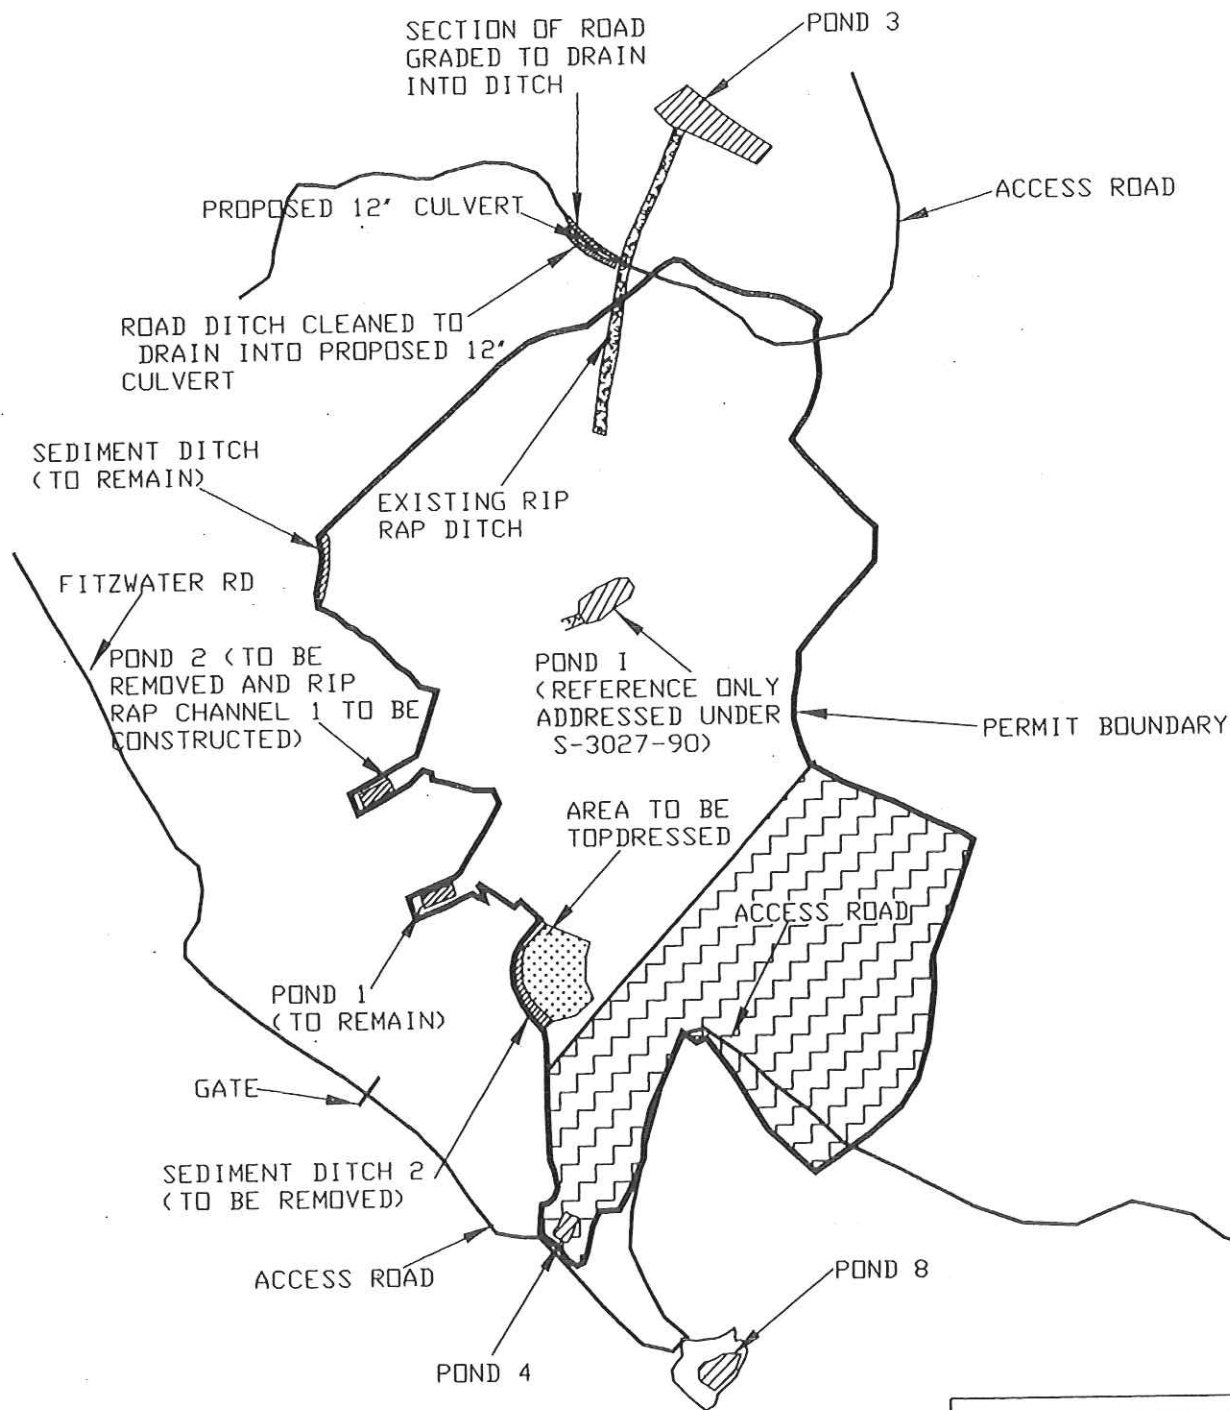 SECTION OF ROAD
GRADED TO DRAIN
INTO DITCH
POND 3
ACCESS ROAD
PROPOSED 12" CULVERT
ROAD DITCH CLEANED TO
DRAIN INTO PROPOSED 12"
CULVERT
SEDIMENT DITCH
(TO REMAIN)
EXISTING RIP
RAP DITCH
FITZWATER RD
POND 2 (TO BE
REMOVED AND RIP
RAP CHANNEL 1 TO BE
CONSTRUCTED)
POND I
(REFERENCE ONLY
ADDRESSED UNDER
S-3027-90)
PERMIT BOUNDARY
AREA TO BE
TOPDRESSED
ACCESS ROAD
POND 1
(TO REMAIN)
GATE
SEDIMENT DITCH 2
(TO BE REMOVED)
ACCESS ROAD
POND 8
POND 4